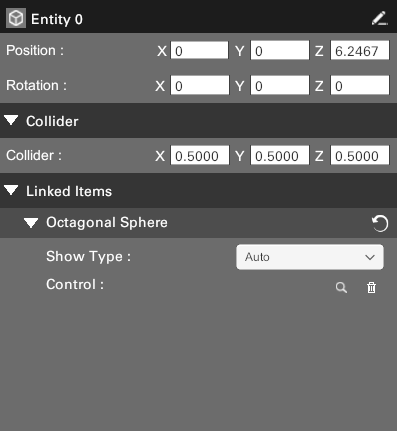 Entity 0
Position : X 0 Y 0 Z 6.2467
Rotation : X 0 Y 0 Z 0
Collider
Collider : X 0.5000 Y 0.5000 Z 0.5000
Linked Items
Octagonal Sphere
Show Type : Auto
Control :